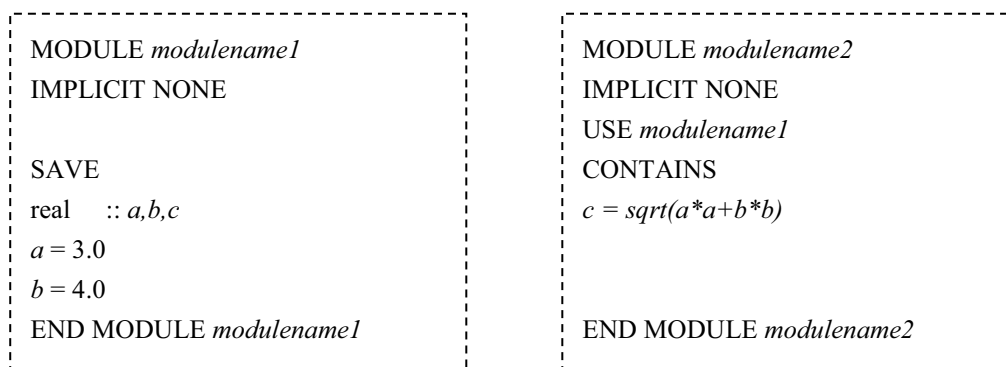 MODULE modulename1
IMPLICIT NONE
SAVE
real :: a,b,c
a = 3.0
b = 4.0
END MODULE modulename1
MODULE modulename2
IMPLICIT NONE
USE modulename1
CONTAINS
c = sqrt(a*a+b*b)
END MODULE modulename2